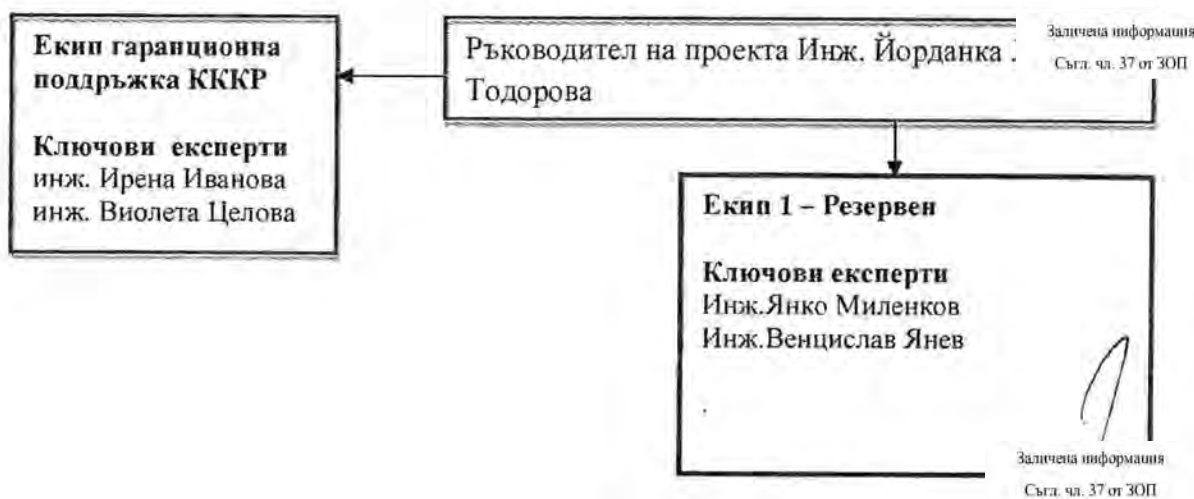 Екип гаранционна
поддръжка КККР
Ключови експерти
инж. Ирена Иванова
инж. Виолета Целова
Ръководител на проекта Инж. Йорданка
Тодорова
Заличена информация
Съгл. чл. 37 от ЗОП
Екип 1 – Резервен
Ключови експерти
Инж.Янко Миленков
Инж.Венцислав Янев
Заличена информация
Съгл. чл. 37 от ЗОП